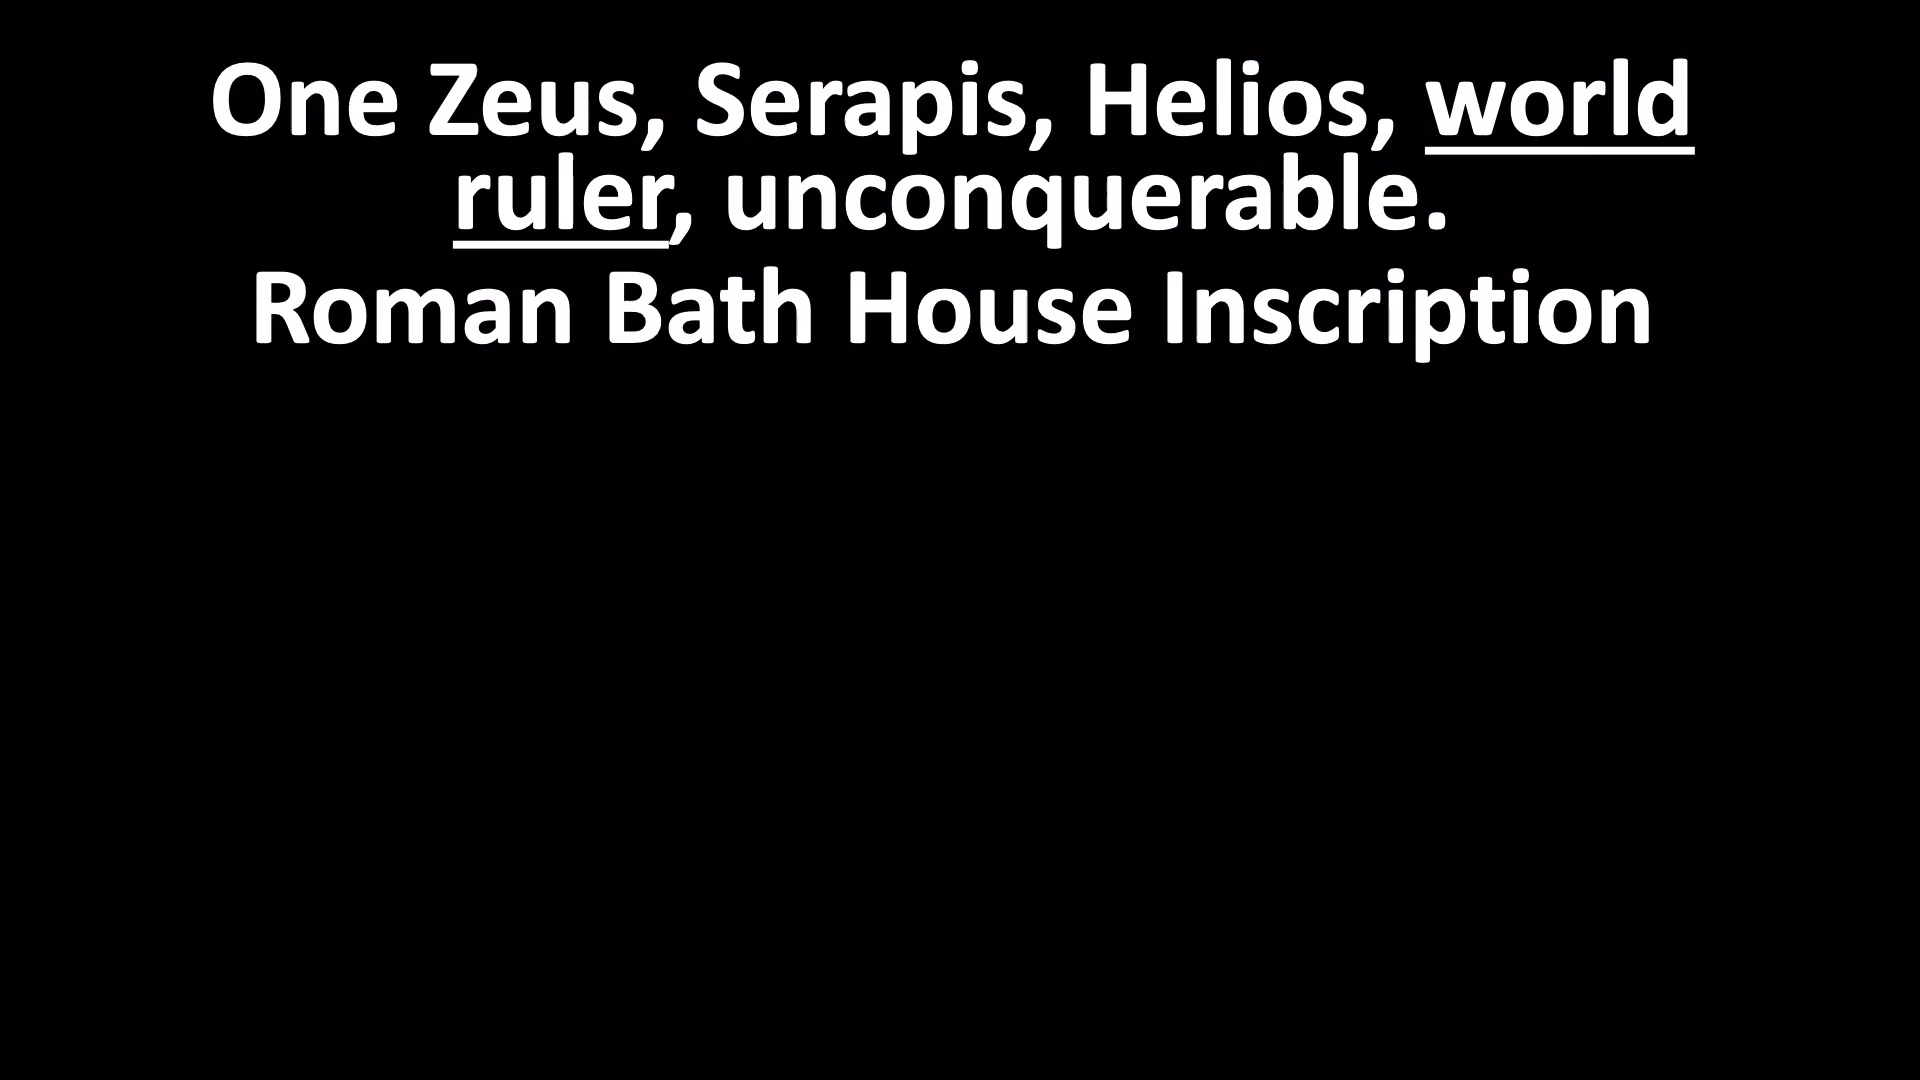 One Zeus, Serapis, Helios, world
ruler, unconquerable.
Roman Bath House Inscription